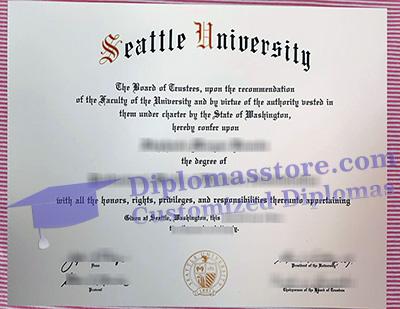 Seattle University
The Board of Trustees, upon the recommendation
of the Faculty of the University and by virtue of the authority vested in
them under charter by the State of Washington,
hereby confer upon
the degree of
Diplomasstore.com
Customized Diplomas
with all the honors, rights, privileges, and responsibilities thereunto appertaining
Given at Seattle, Washington, this
Dean
President of the University
Provost
Chairperson of the Board of Trustees